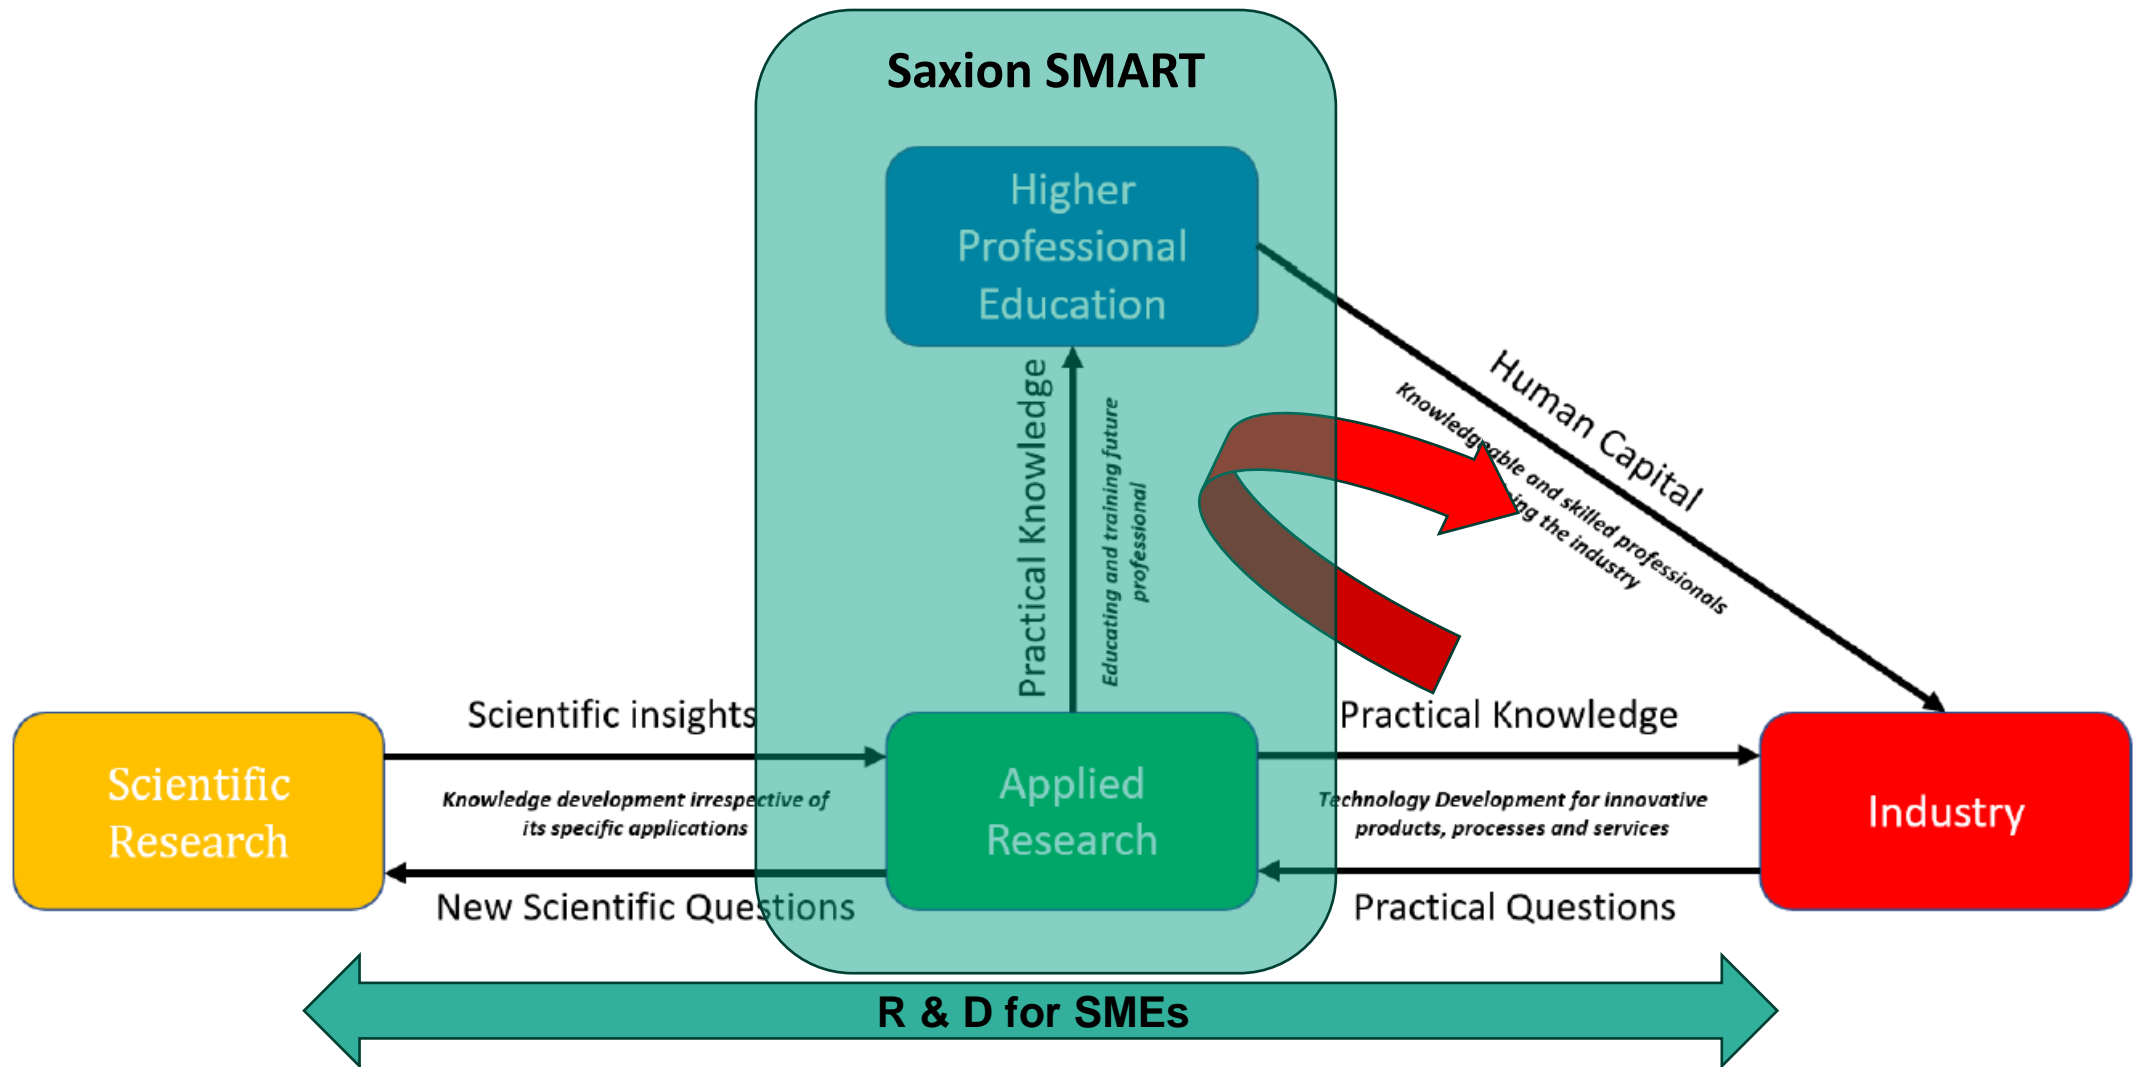 Saxion SMART
Higher
Professional
Education
Practical Knowledge
Educating and training future
professional
Human Capital
Knowledgeable and skilled professionals
the industry
Scientific insights
Knowledge development irrespective of
its specific applications
New Scientific Questions
Scientific
Research
Applied
Research
Practical Knowledge
Technology Development for innovative
products, processes and services
Practical Questions
Industry
R & D for SMEs